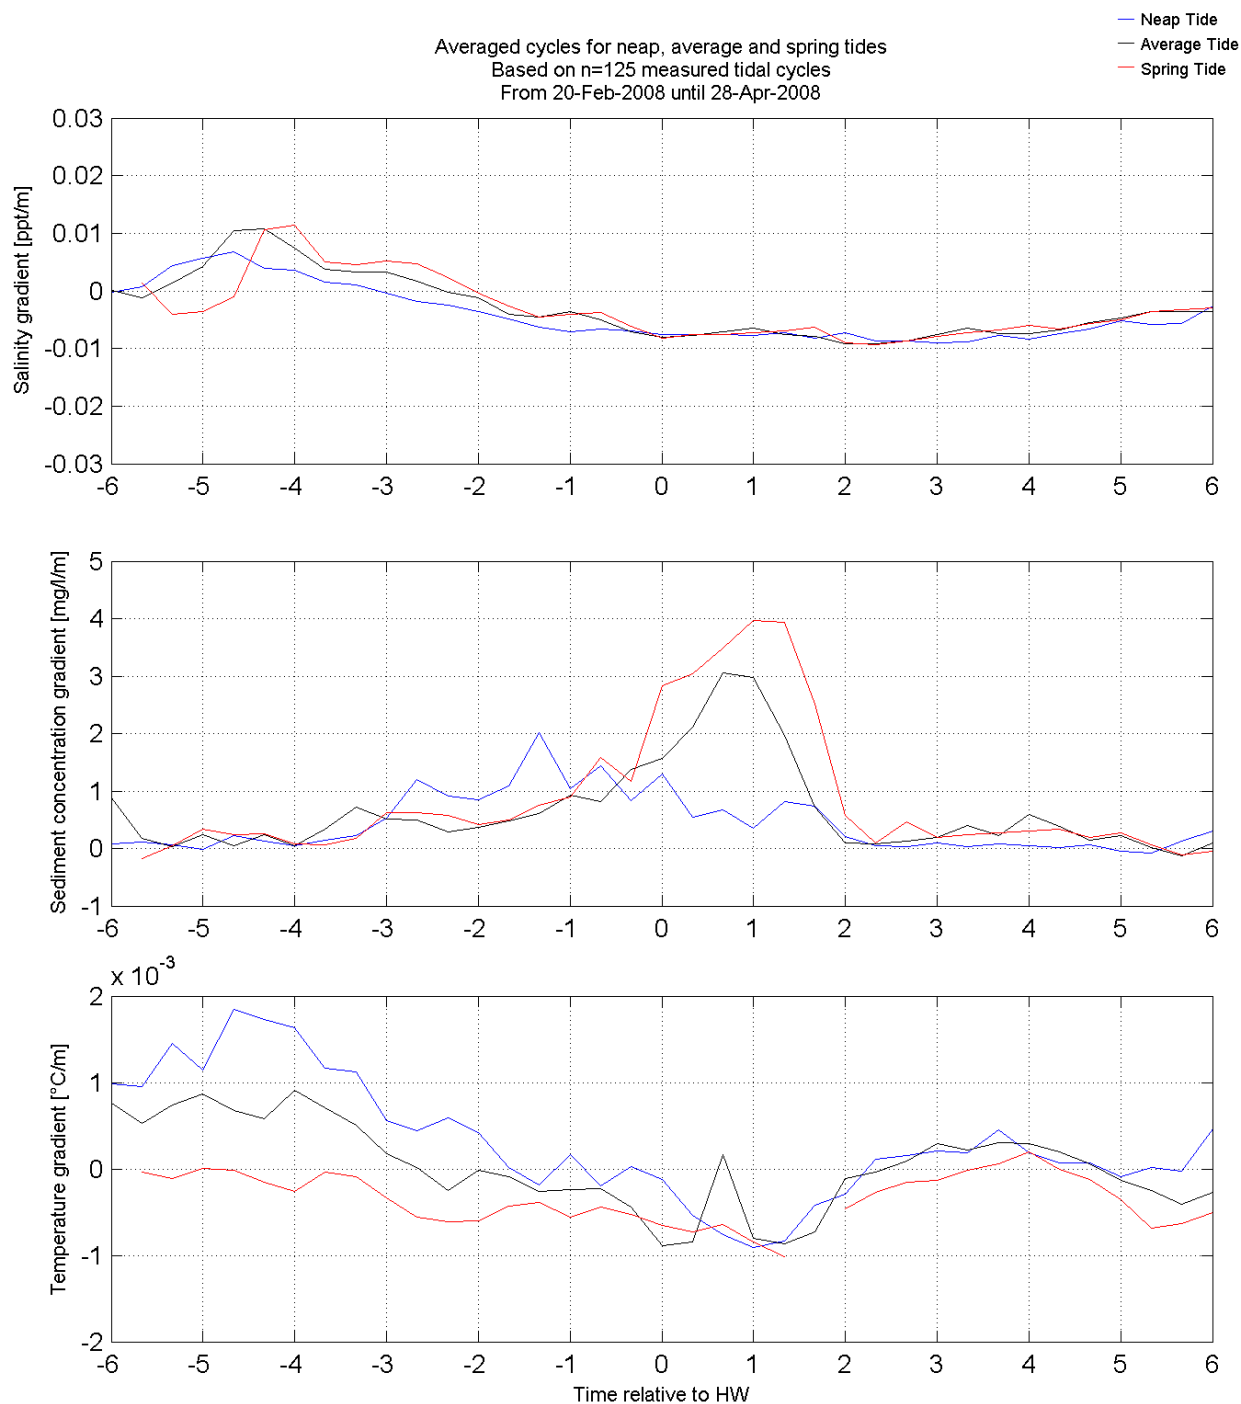 Neap Tide
Average Tide
Spring Tide
Averaged cycles for neap, average and spring tides
Based on n=125 measured tidal cycles
From 20-Feb-2008 until 28-Apr-2008
Salinity gradient [ppt/m]
0.03
0.02
0.01
0
-0.01
-0.02
-0.03
-6 -5 -4 -3 -2 -1 0 1 2 3 4 5 6
Sediment concentration gradient [mg/l/m]
5
4
3
2
1
0
-1
-6 -5 -4 -3 -2 -1 0 1 2 3 4 5 6
x 10-3
Temperature gradient [°C/m]
2
1
0
-1
-2
-6 -5 -4 -3 -2 -1 0 1 2 3 4 5 6
Time relative to HW